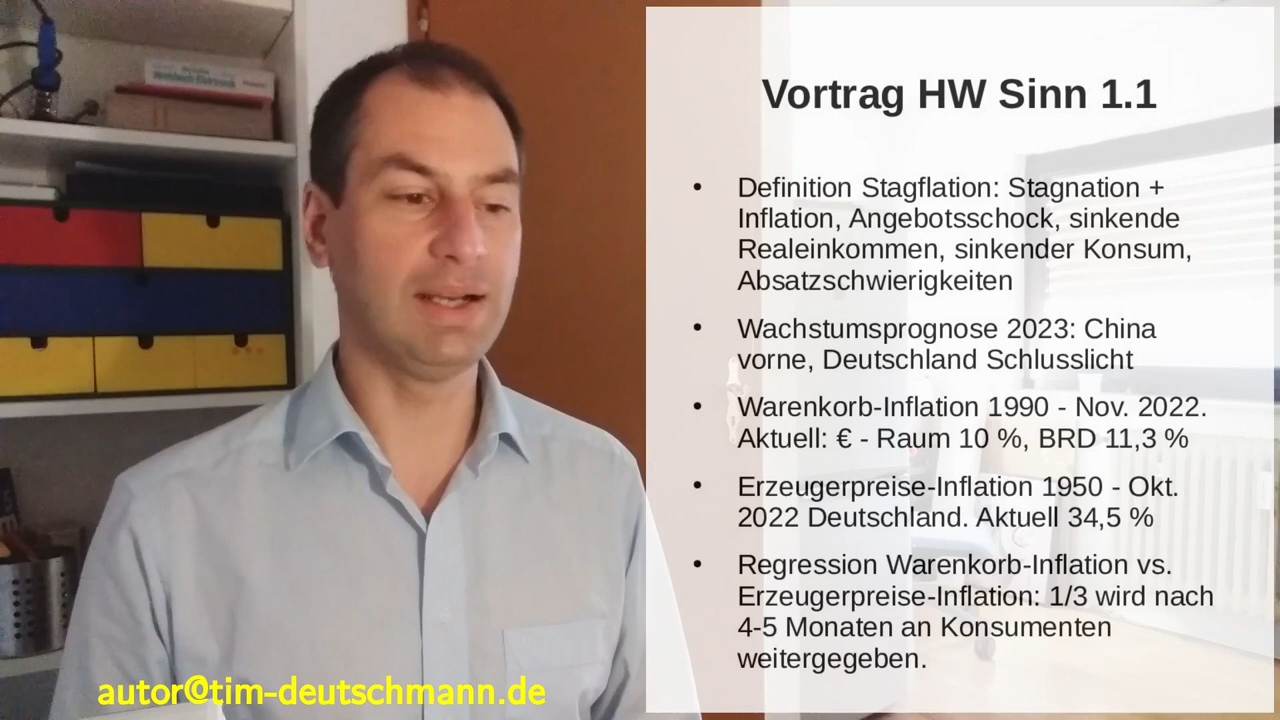 Werkbuch Elektronik
Vortrag HW Sinn 1.1
• Definition Stagflation: Stagnation +
Inflation, Angebotsschock, sinkende
Realeinkommen, sinkender Konsum,
Absatzschwierigkeiten
• Wachstumsprognose 2023: China
vorne, Deutschland Schlusslicht
• Warenkorb-Inflation 1990 - Nov. 2022.
Aktuell: € - Raum 10 %, BRD 11,3 %
• Erzeugerpreise-Inflation 1950 - Okt.
2022 Deutschland. Aktuell 34,5 %
• Regression Warenkorb-Inflation vs.
Erzeugerpreise-Inflation: 1/3 wird nach
4-5 Monaten an Konsumenten
weitergegeben.
autor@tim-deutschmann.de